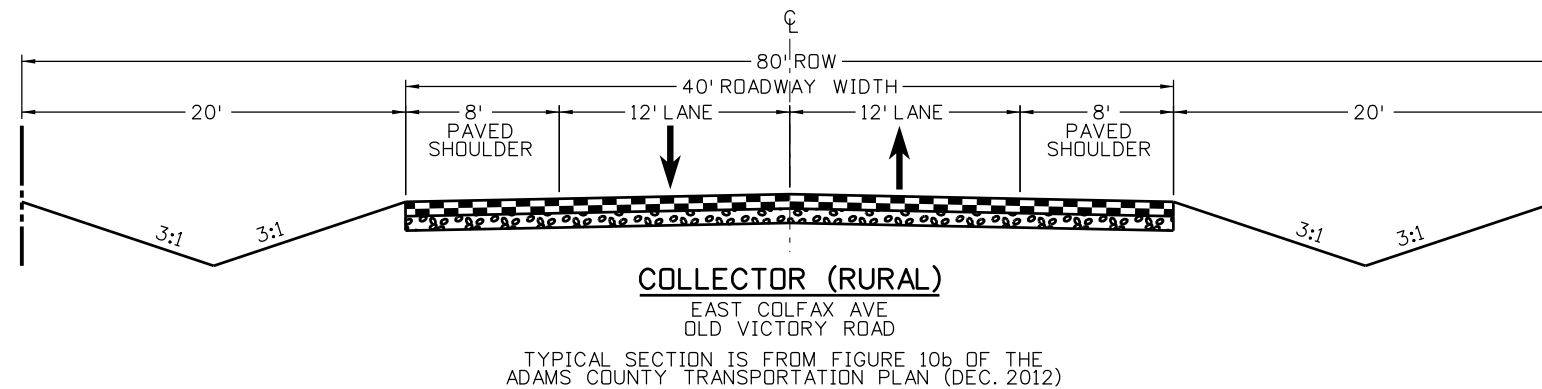 ℄
80' ROW
40' ROADWAY WIDTH
20' 8' 12' LANE 12' LANE 8' 20'
PAVED SHOULDER
PAVED SHOULDER
3:1 3:1 3:1 3:1
COLLECTOR (RURAL)
EAST COLFAX AVE
OLD VICTORY ROAD
TYPICAL SECTION IS FROM FIGURE 10b OF THE
ADAMS COUNTY TRANSPORTATION PLAN (DEC. 2012)